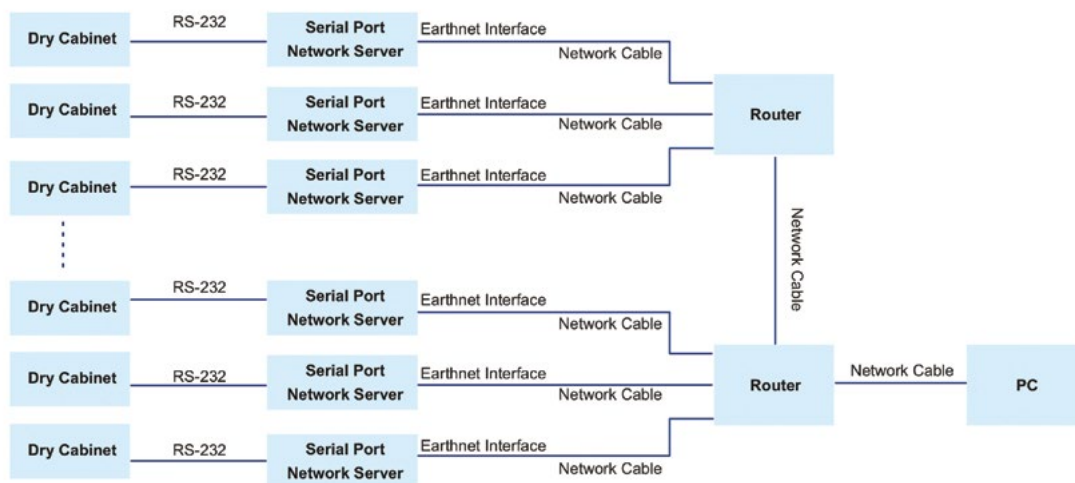 RS-232
Dry Cabinet
Serial Port
Network Server
Earthnet Interface
Network Cable
RS-232
Dry Cabinet
Serial Port
Network Server
Earthnet Interface
Network Cable
Router
RS-232
Dry Cabinet
Serial Port
Network Server
Earthnet Interface
Network Cable
Network Cable
RS-232
Dry Cabinet
Serial Port
Network Server
Earthnet Interface
Network Cable
RS-232
Dry Cabinet
Serial Port
Network Server
Earthnet Interface
Network Cable
Router
Network Cable
PC
RS-232
Dry Cabinet
Serial Port
Network Server
Earthnet Interface
Network Cable